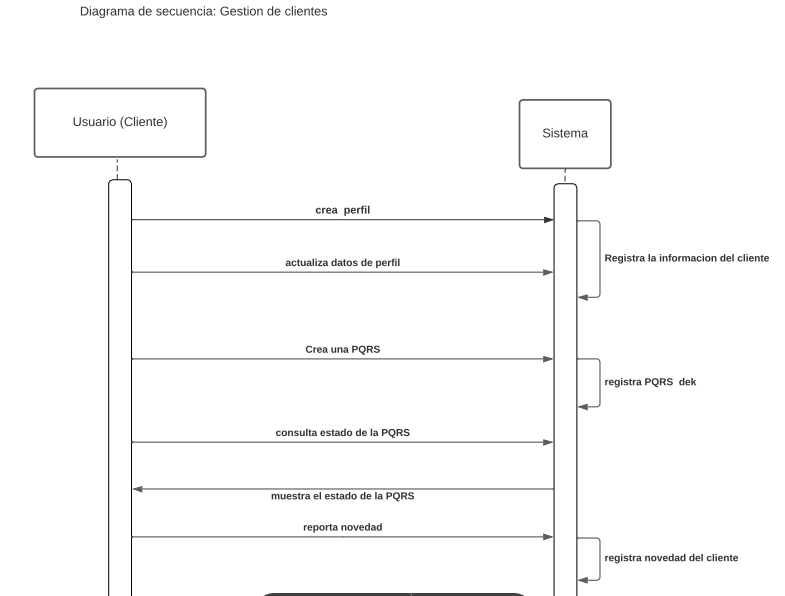 Diagrama de secuencia: Gestion de clientes
Usuario (Cliente)
Sistema
crea perfil
Registra la informacion del cliente
actualiza datos de perfil
Crea una PQRS
registra PQRS dek
consulta estado de la PQRS
muestra el estado de la PQRS
reporta novedad
registra novedad del cliente